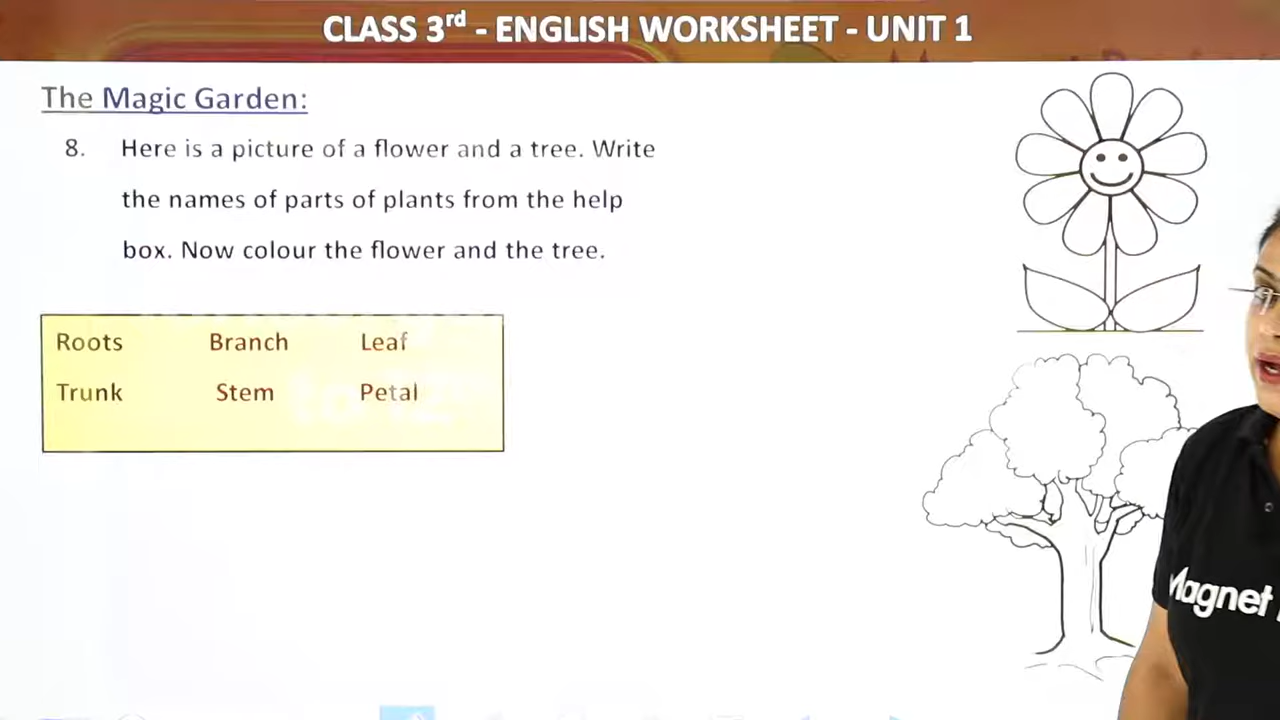 CLASS 3rd - ENGLISH WORKSHEET - UNIT 1
The Magic Garden:
8. Here is a picture of a flower and a tree. Write
the names of parts of plants from the help
box. Now colour the flower and the tree.
Roots Branch Leaf
Trunk Stem Petal
Magnet